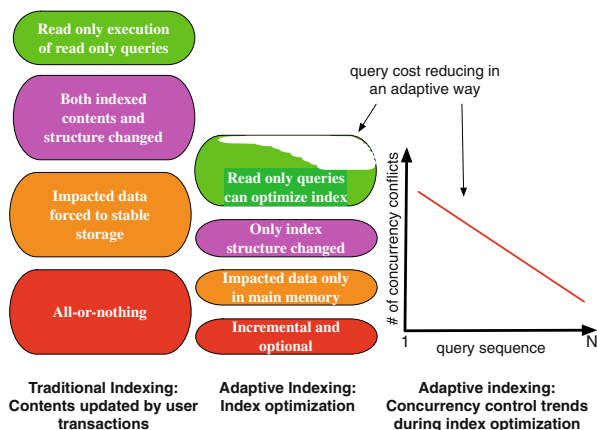 Read only execution
of read only queries
Both indexed
contents and
structure changed
Impacted data
forced to stable
storage
All-or-nothing
Traditional Indexing:
Contents updated by user
transactions
Read only queries
can optimize index
Only index
structure changed
Impacted data only
in main memory
Incremental and
optional
Adaptive Indexing:
Index optimization
query cost reducing in
an adaptive way
# of concurrency conflicts
1
query sequence
N
Adaptive indexing:
Concurrency control trends
during index optimization